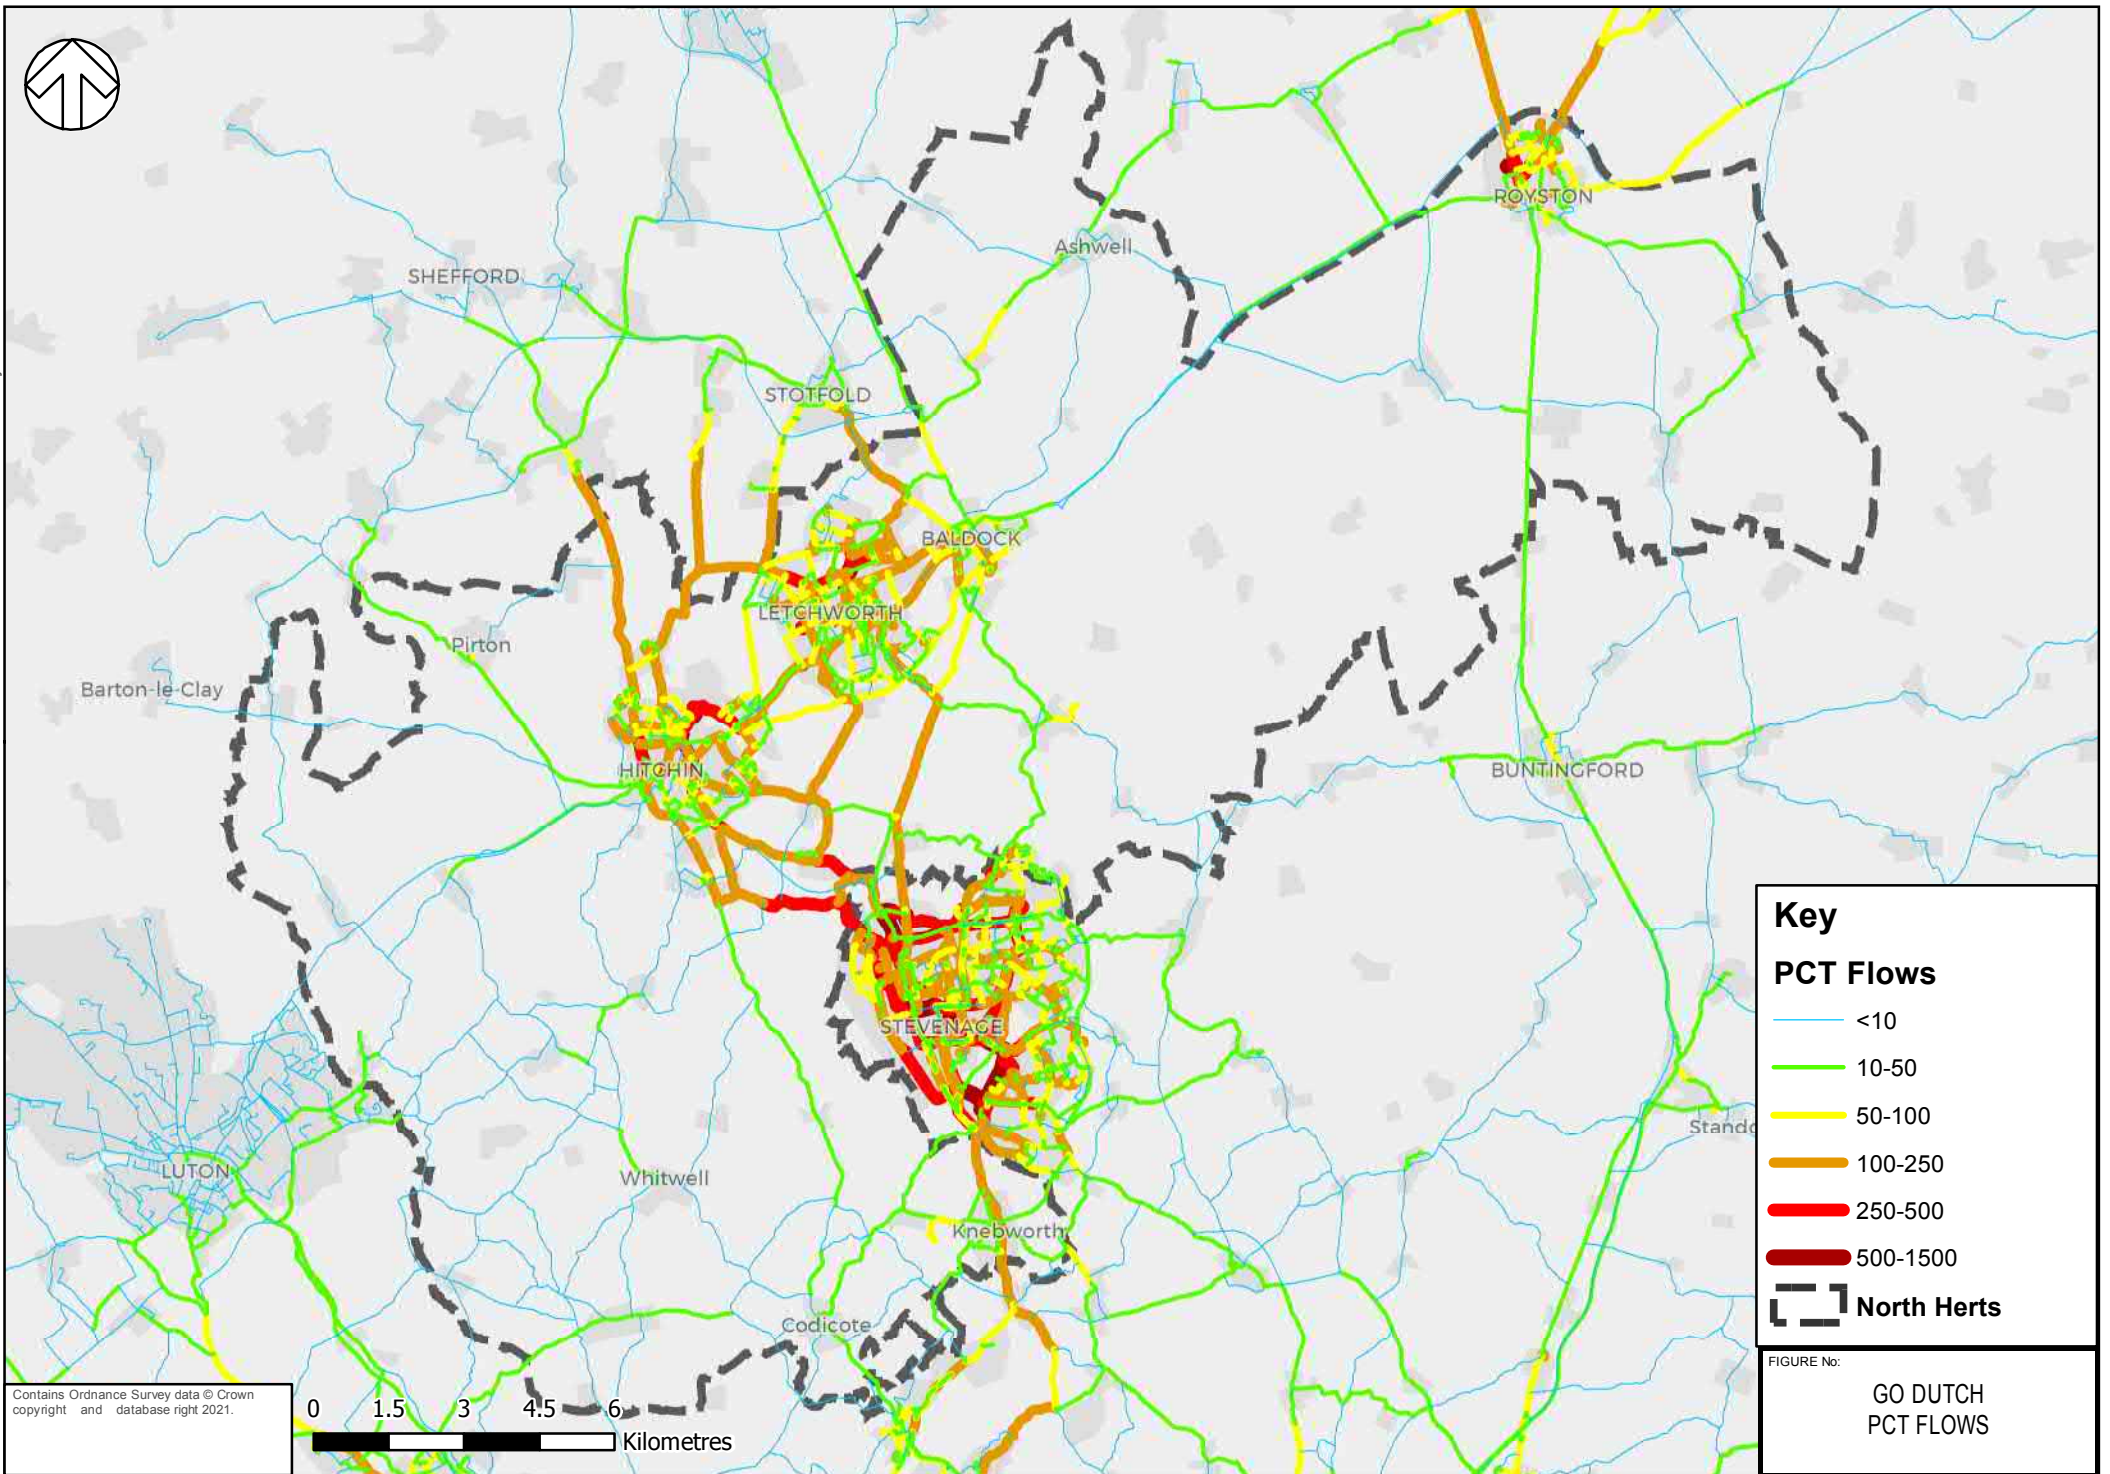 ROYSTON
Ashwell
SHEFFORD
STOTFOLD
BALDOCK
LETCHWORTH
Pirton
Barton-le-Clay
HITCHIN
BUNTINGFORD
STEVENAGE
LUTON
Whitwell
Knebworth
Codicote
Key
PCT Flows
<10
10-50
50-100
100-250
250-500
500-1500
North Herts
FIGURE No:
GO DUTCH
PCT FLOWS
Contains Ordnance Survey data © Crown
copyright and database right 2021.
0 1.5 3 4.5 6
Kilometres